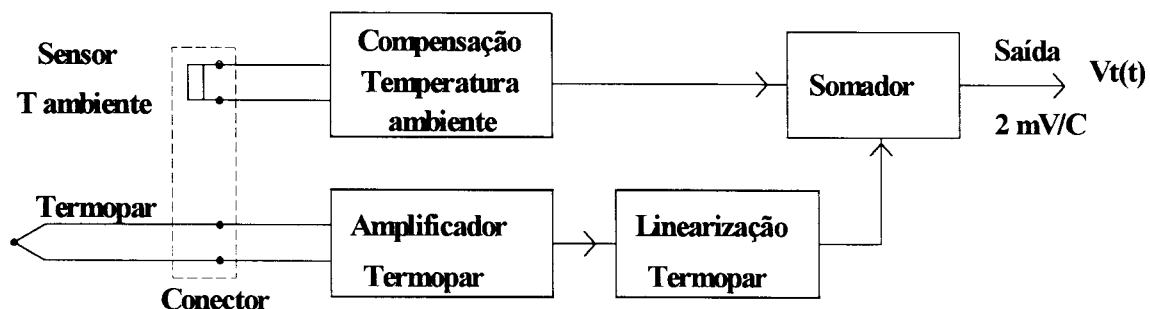 Sensor
T ambiente
Compensação
Temperatura
ambiente
Somador
Saída
Vt(t)
2 mV/C
Termopar
Amplificador
Termopar
Linearização
Termopar
Conector